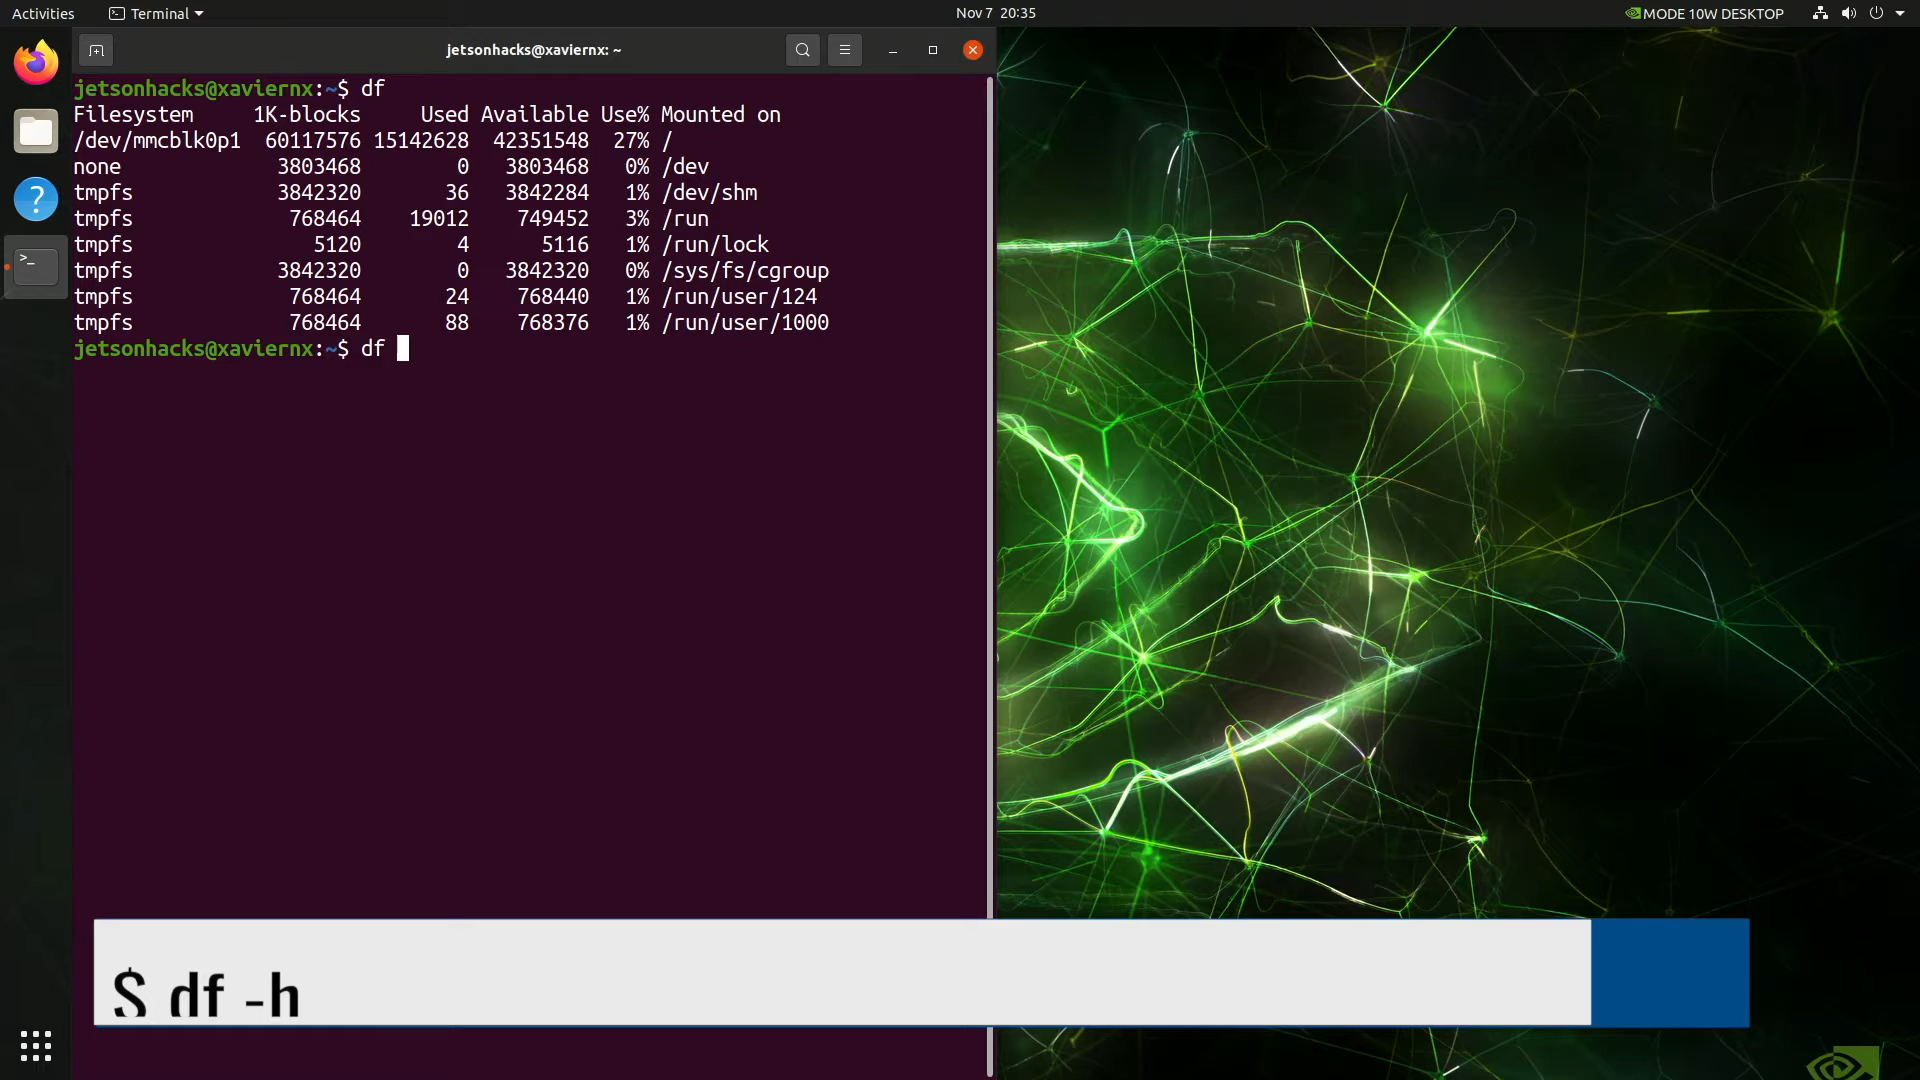 Activities Terminal Nov 7 20:35 MODE 10W DESKTOP
jetsonhacks@xaviernx: ~
jetsonhacks@xaviernx:~$ df
Filesystem 1K-blocks Used Available Use% Mounted on
/dev/mmcblk0p1 60117576 15142628 42351548 27% /
none 3803468 0 3803468 0% /dev
tmpfs 3842320 36 3842284 1% /dev/shm
tmpfs 768464 19012 749452 3% /run
tmpfs 5120 4 5116 1% /run/lock
tmpfs 3842320 0 3842320 0% /sys/fs/cgroup
tmpfs 768464 24 768440 1% /run/user/124
tmpfs 768464 88 768376 1% /run/user/1000
jetsonhacks@xaviernx:~$ df
$ df -h